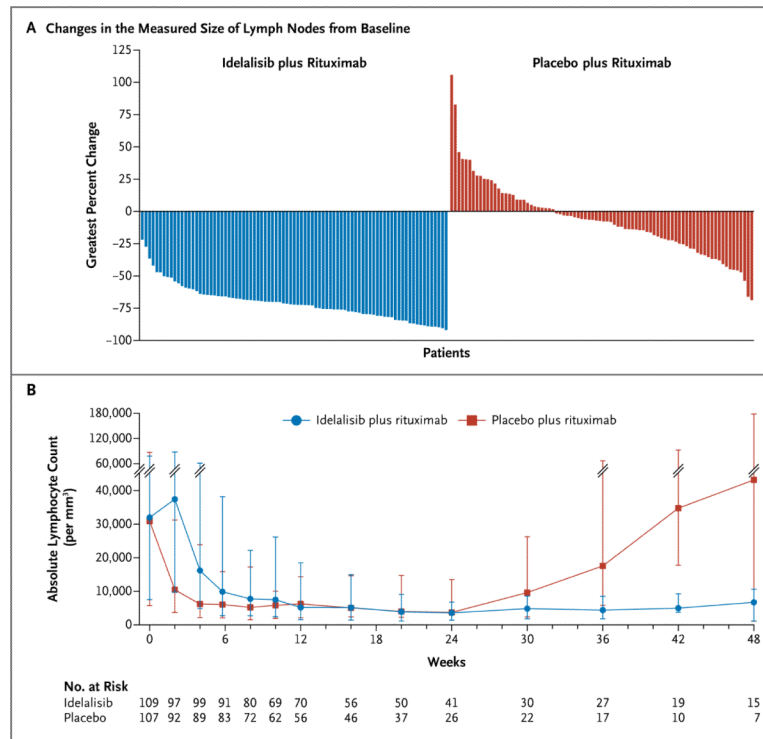 A Changes in the Measured Size of Lymph Nodes from Baseline
Idelalisib plus Rituximab
Placebo plus Rituximab
Greatest Percent Change
125
100
75
50
25
0
−25
−50
−75
−100
Patients
B
Idelalisib plus rituximab
Placebo plus rituximab
Absolute Lymphocyte Count
(per mm³)
180,000
120,000
60,000
40,000
30,000
20,000
10,000
0
0 6 12 18 24 30 36 42 48
Weeks
No. at Risk
Idelalisib 109 97 99 91 80 69 70 56 50 41 30 27 19 15
Placebo 107 92 89 83 72 62 56 46 37 26 22 17 10 7